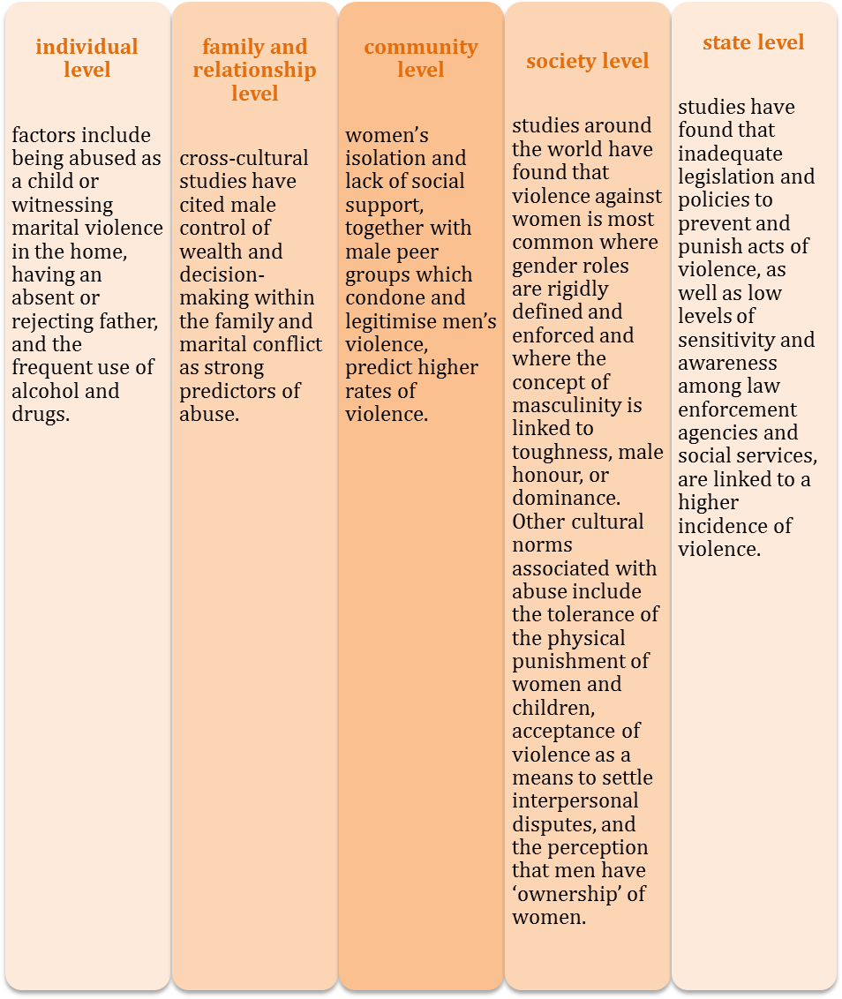 individual
level
factors include
being abused as
a child or
witnessing
marital violence
in the home,
having an
absent or
rejecting father,
and the
frequent use of
alcohol and
drugs.
family and
relationship
level
cross-cultural
studies have
cited male
control of
wealth and
decision-
making within
the family and
marital conflict
as strong
predictors of
abuse.
community
level
women’s
isolation and
lack of social
support,
together with
male peer
groups which
condone and
legitimise men’s
violence,
predict higher
rates of
violence.
society level
studies around
the world have
found that
violence against
women is most
common where
gender roles
are rigidly
defined and
enforced and
where the
concept of
masculinity is
linked to
toughness, male
honour, or
dominance.
Other cultural
norms
associated with
abuse include
the tolerance of
the physical
punishment of
women and
children,
acceptance of
violence as a
means to settle
interpersonal
disputes, and
the perception
that men have
‘ownership’ of
women.
state level
studies have
found that
inadequate
legislation and
policies to
prevent and
punish acts of
violence, as
well as low
levels of
sensitivity and
awareness
among law
enforcement
agencies and
social services,
are linked to a
higher
incidence of
violence.